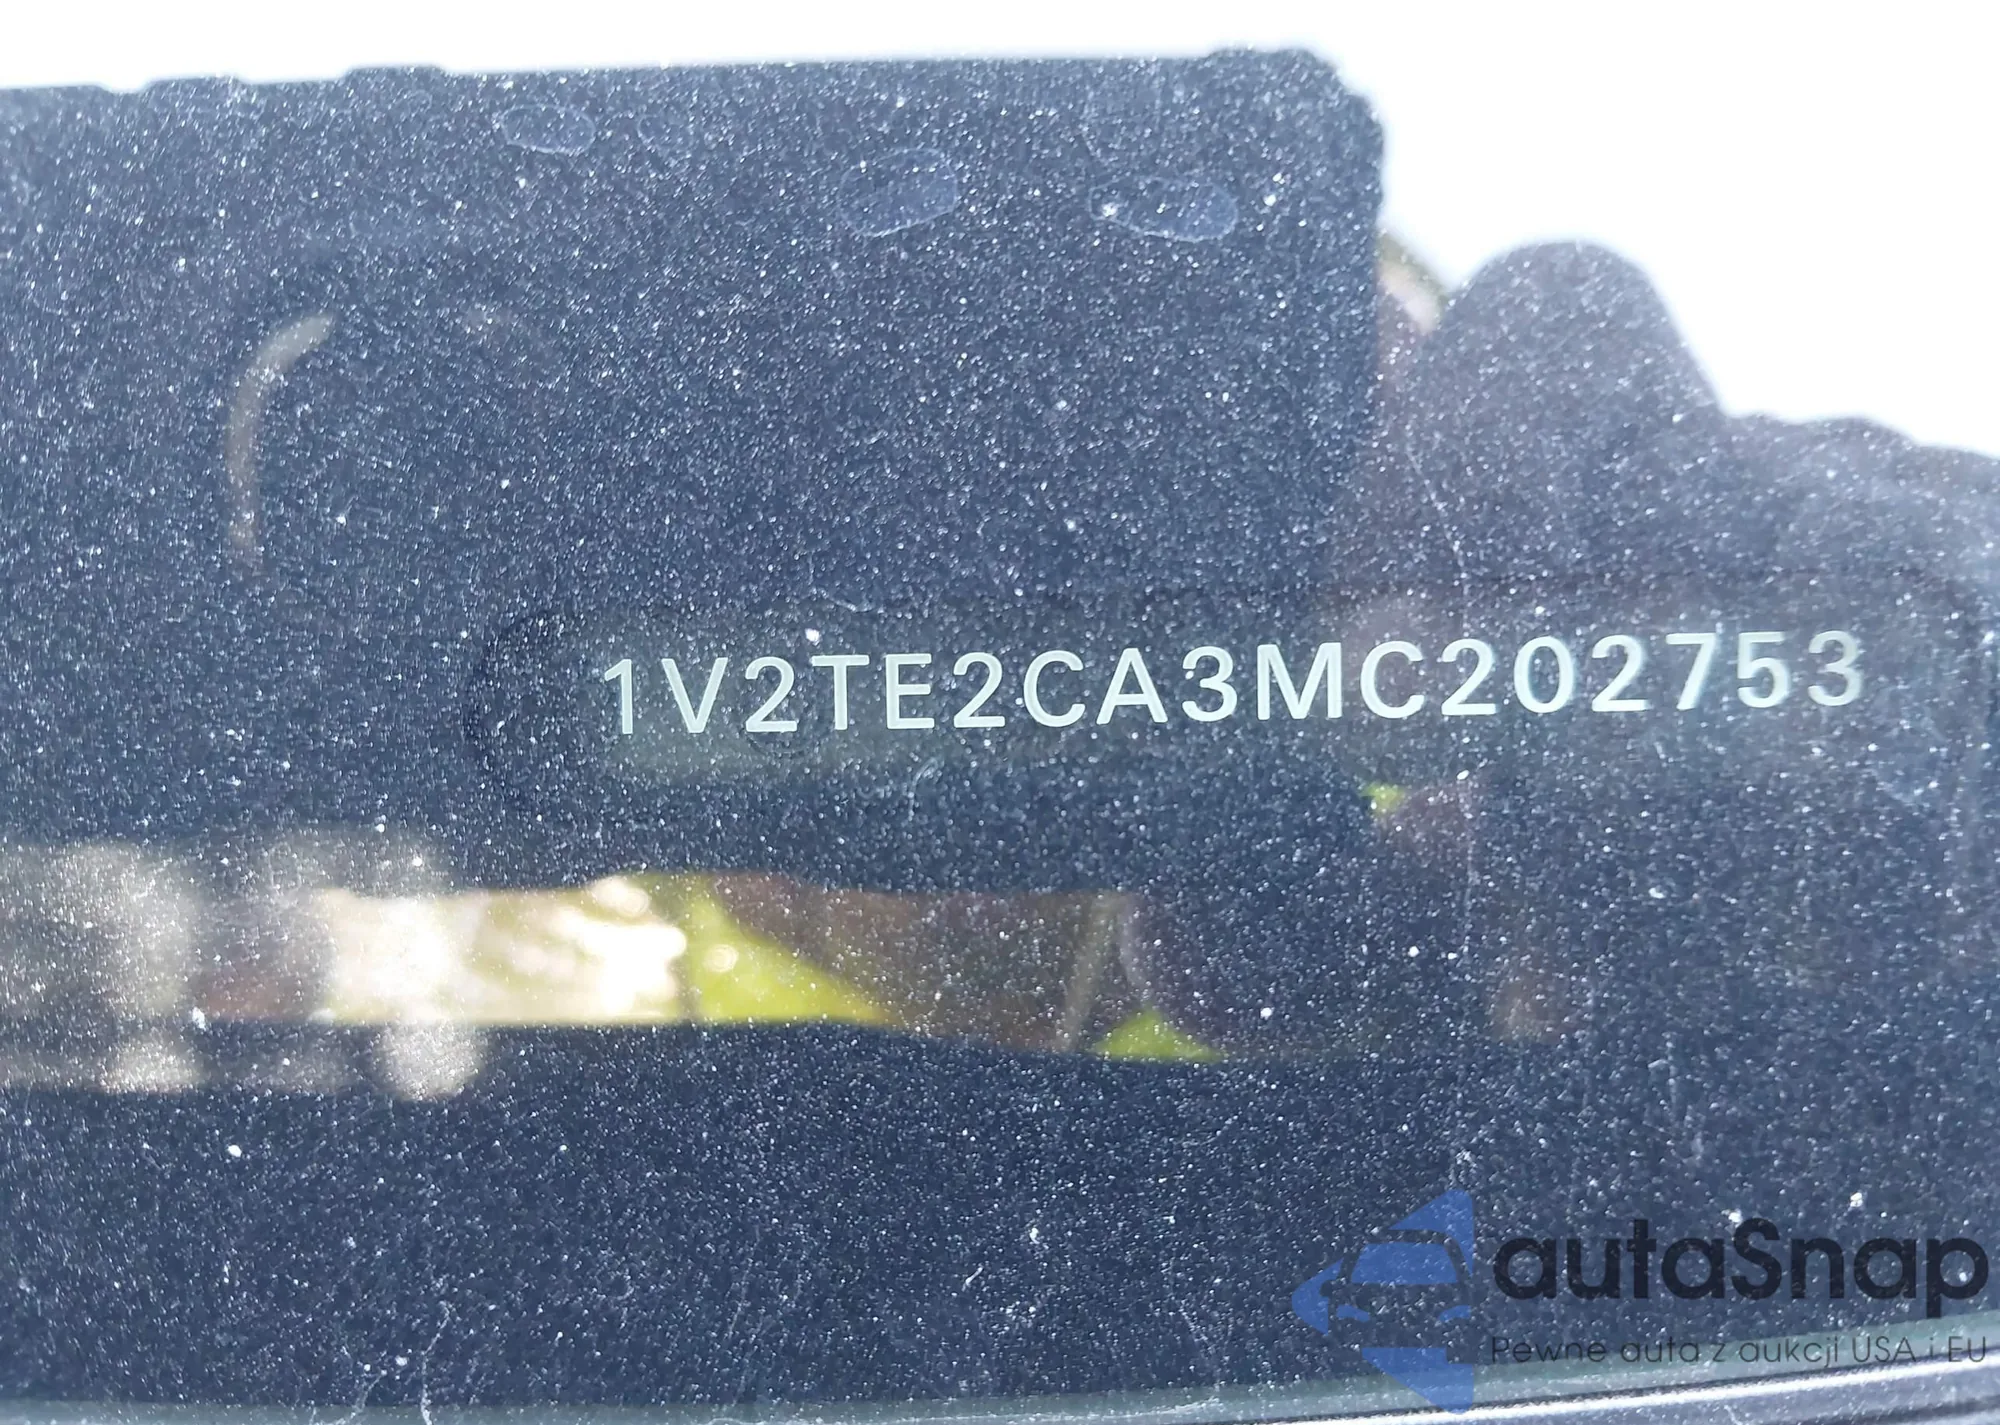 1V2TE2CA3MC202753
autaSnap
Pewne auta z aukcji USA i EU